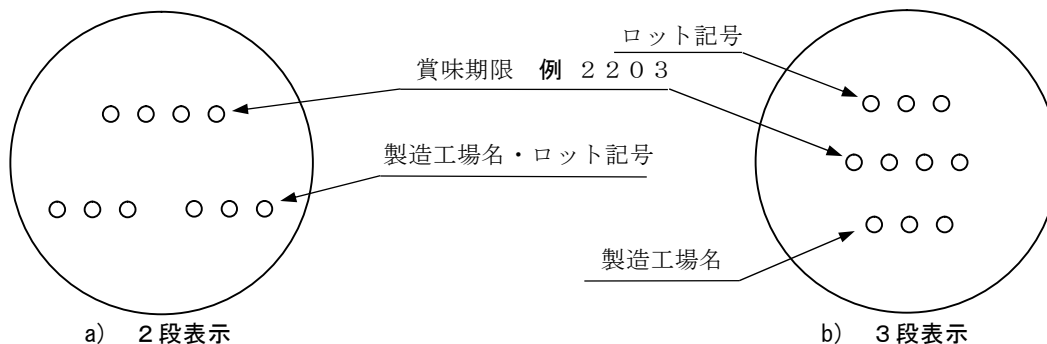 ロット記号
賞味期限　例　２２０３
製造工場名・ロット記号
製造工場名
a)　２段表示
b)　３段表示